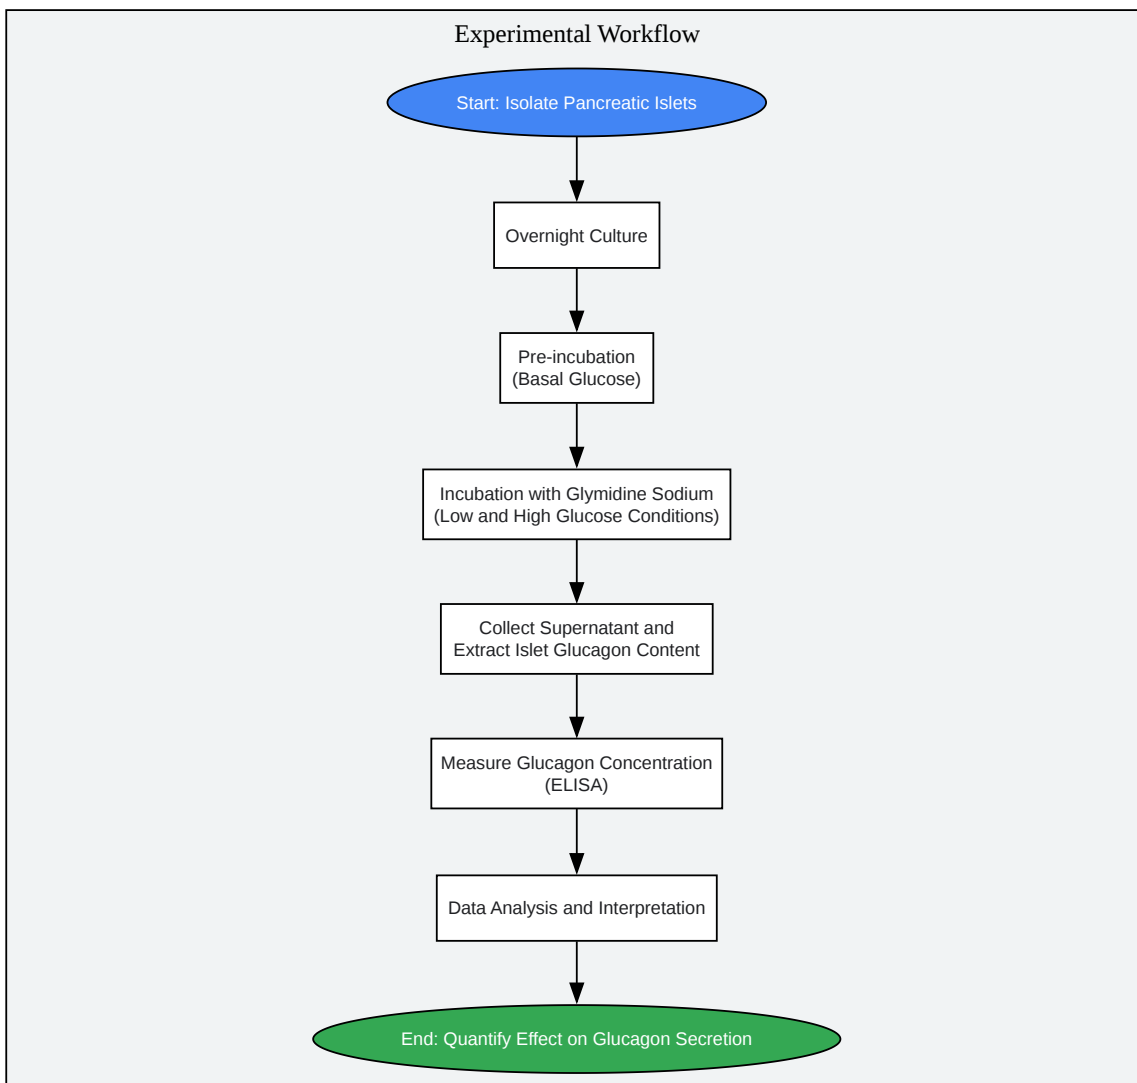 Experimental Workflow
Start: Isolate Pancreatic Islets
Overnight Culture
Pre-incubation
(Basal Glucose)
Incubation with Glymidine Sodium
(Low and High Glucose Conditions)
Collect Supernatant and
Extract Islet Glucagon Content
Measure Glucagon Concentration
(ELISA)
Data Analysis and Interpretation
End: Quantify Effect on Glucagon Secretion